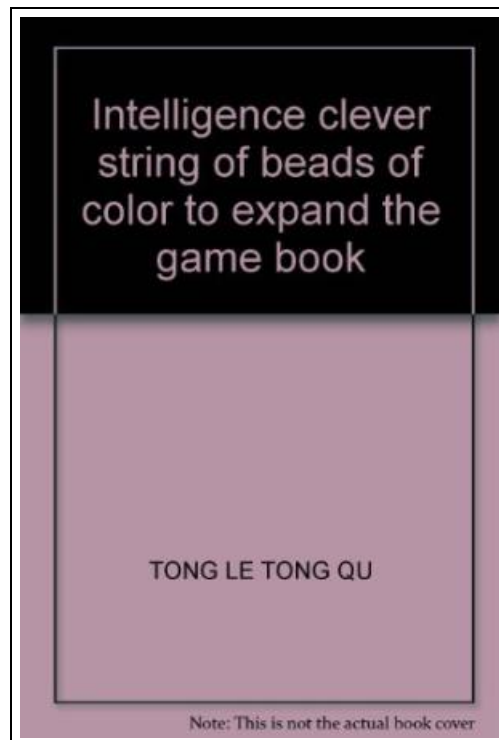 Intelligence clever
string of beads of
color to expand the
game book
TONG LE TONG QU
Note: This is not the actual book cover